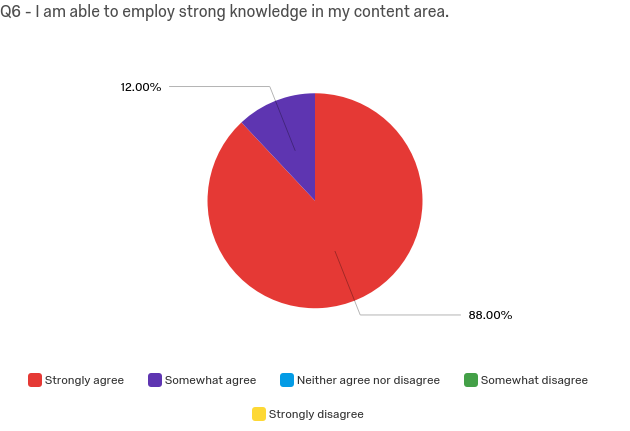 Q6 - I am able to employ strong knowledge in my content area.
12.00%
88.00%
Strongly agree Somewhat agree Neither agree nor disagree Somewhat disagree
Strongly disagree